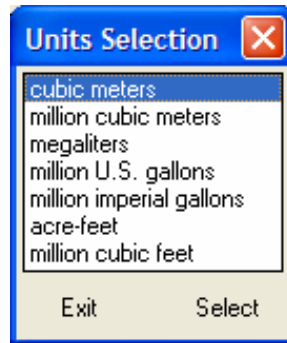 Units Selection
cubic meters
million cubic meters
megaliters
million U.S. gallons
million imperial gallons
acre-feet
million cubic feet
Exit Select